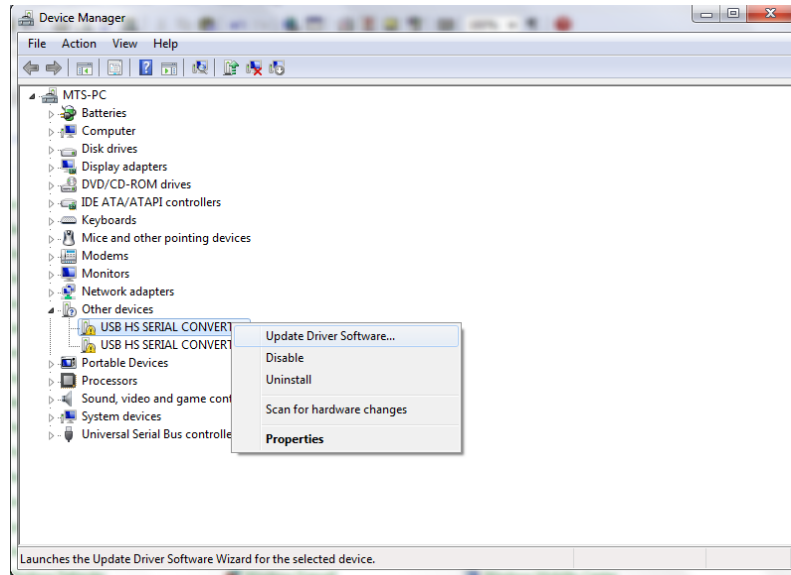 Device Manager
File Action View Help
MTS-PC
Batteries
Computer
Disk drives
Display adapters
DVD/CD-ROM drives
IDE ATA/ATAPI controllers
Keyboards
Mice and other pointing devices
Modems
Monitors
Network adapters
Other devices
USB HS SERIAL CONVERT
USB HS SERIAL CONVERT
Portable Devices
Processors
Sound, video and game cont
System devices
Universal Serial Bus controlle
Update Driver Software...
Disable
Uninstall
Scan for hardware changes
Properties
Launches the Update Driver Software Wizard for the selected device.